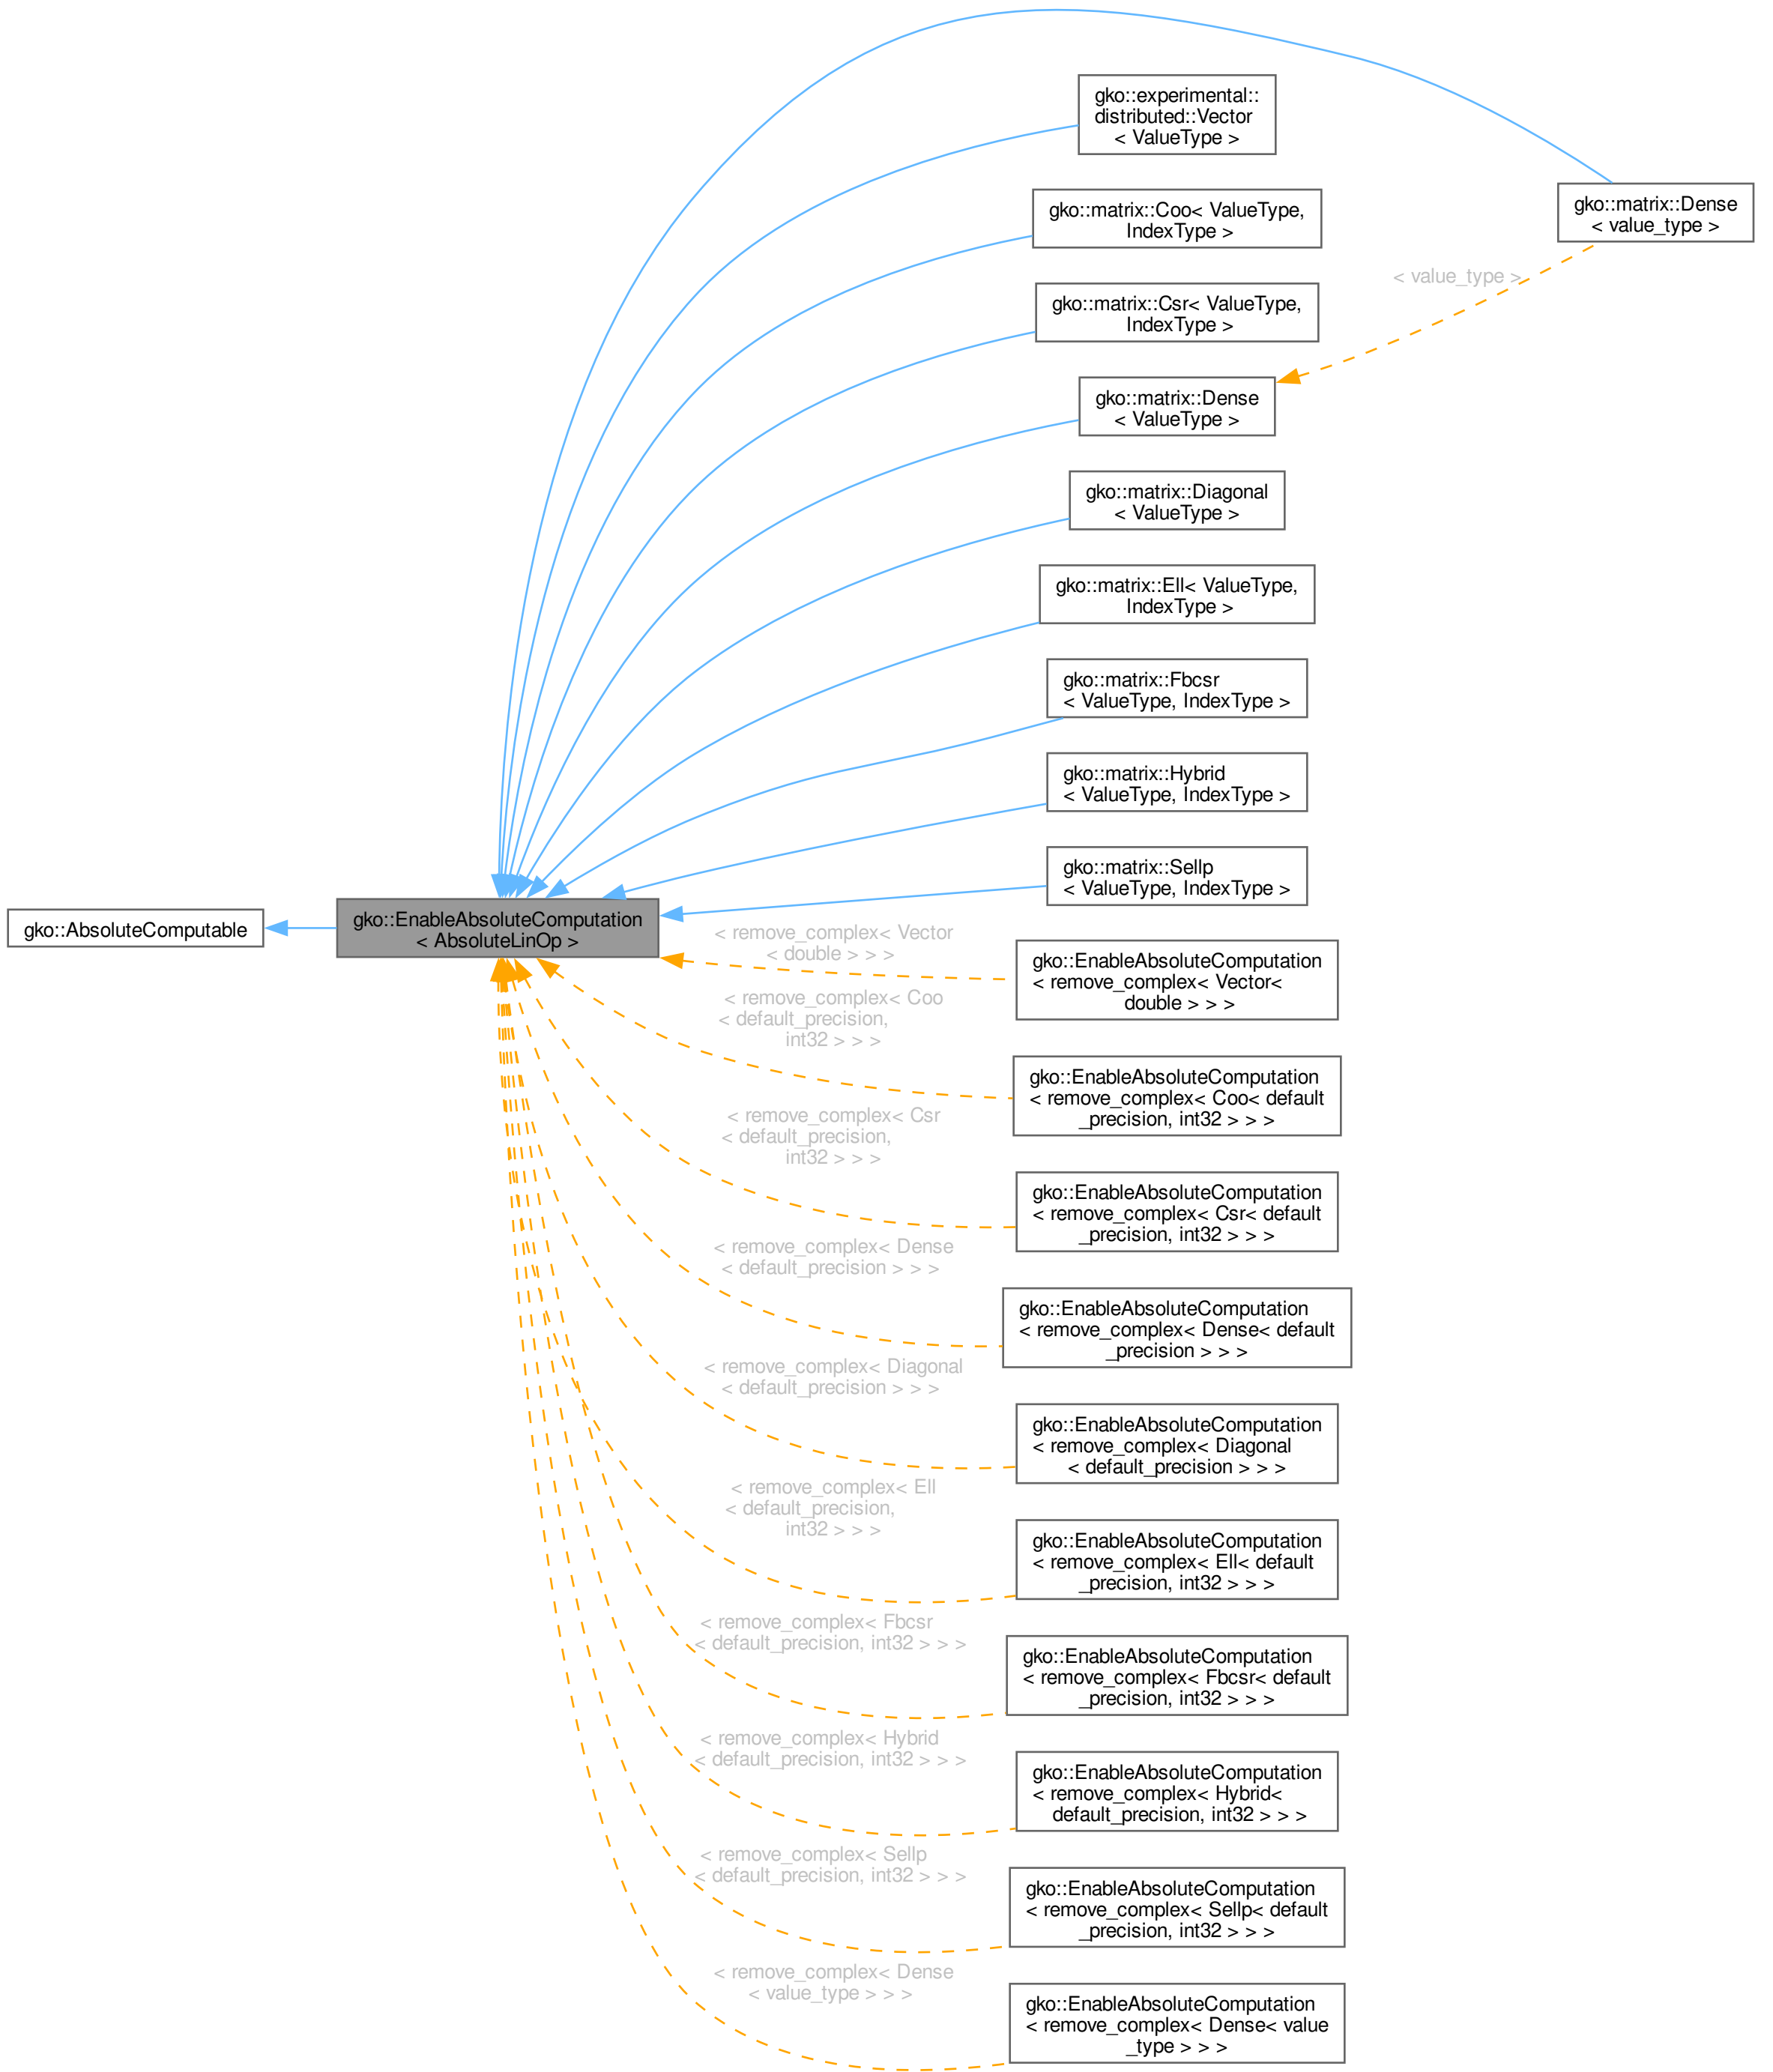 gko::experimental::
distributed::Vector
< ValueType >
gko::matrix::Dense
< value_type >
gko::matrix::Coo< ValueType,
IndexType >
< value_type >
gko::matrix::Csr< ValueType,
IndexType >
gko::matrix::Dense
< ValueType >
gko::matrix::Diagonal
< ValueType >
gko::matrix::Ell< ValueType,
IndexType >
gko::matrix::Fbcsr
< ValueType, IndexType >
gko::matrix::Hybrid
< ValueType, IndexType >
gko::matrix::Sellp
< ValueType, IndexType >
gko::AbsoluteComputable
gko::EnableAbsoluteComputation
< AbsoluteLinOp >
< remove_complex< Vector
< double > > >
gko::EnableAbsoluteComputation
< remove_complex< Vector<
double > > >
< remove_complex< Coo
< default_precision,
int32 > > >
gko::EnableAbsoluteComputation
< remove_complex< Coo< default
_precision, int32 > > >
< remove_complex< Csr
< default_precision,
int32 > > >
gko::EnableAbsoluteComputation
< remove_complex< Csr< default
_precision, int32 > > >
< remove_complex< Dense
< default_precision > > >
gko::EnableAbsoluteComputation
< remove_complex< Dense< default
_precision > > >
< remove_complex< Diagonal
< default_precision > > >
gko::EnableAbsoluteComputation
< remove_complex< Diagonal
< default_precision > > >
< remove_complex< Ell
< default_precision,
int32 > > >
gko::EnableAbsoluteComputation
< remove_complex< Ell< default
_precision, int32 > > >
< remove_complex< Fbcsr
< default_precision, int32 > > >
gko::EnableAbsoluteComputation
< remove_complex< Fbcsr< default
_precision, int32 > > >
< remove_complex< Hybrid
< default_precision, int32 > > >
gko::EnableAbsoluteComputation
< remove_complex< Hybrid<
default_precision, int32 > > >
< remove_complex< Sellp
< default_precision, int32 > > >
gko::EnableAbsoluteComputation
< remove_complex< Sellp< default
_precision, int32 > > >
< remove_complex< Dense
< value_type > > >
gko::EnableAbsoluteComputation
< remove_complex< Dense< value
_type > > >